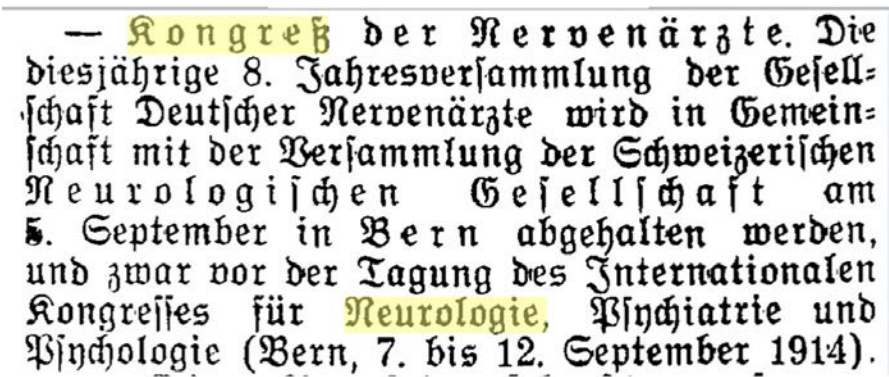 — Kongreß der Nervenärzte. Die
diesjährige 8. Jahresversammlung der Gesell-
schaft Deutscher Nervenärzte wird in Gemein-
schaft mit der Versammlung der Schweizerischen
Neurologischen Gesellschaft am
5. September in Bern abgehalten werden,
und zwar vor der Tagung des Internationalen
Kongresses für Neurologie, Psychiatrie und
Psychologie (Bern, 7. bis 12. September 1914).